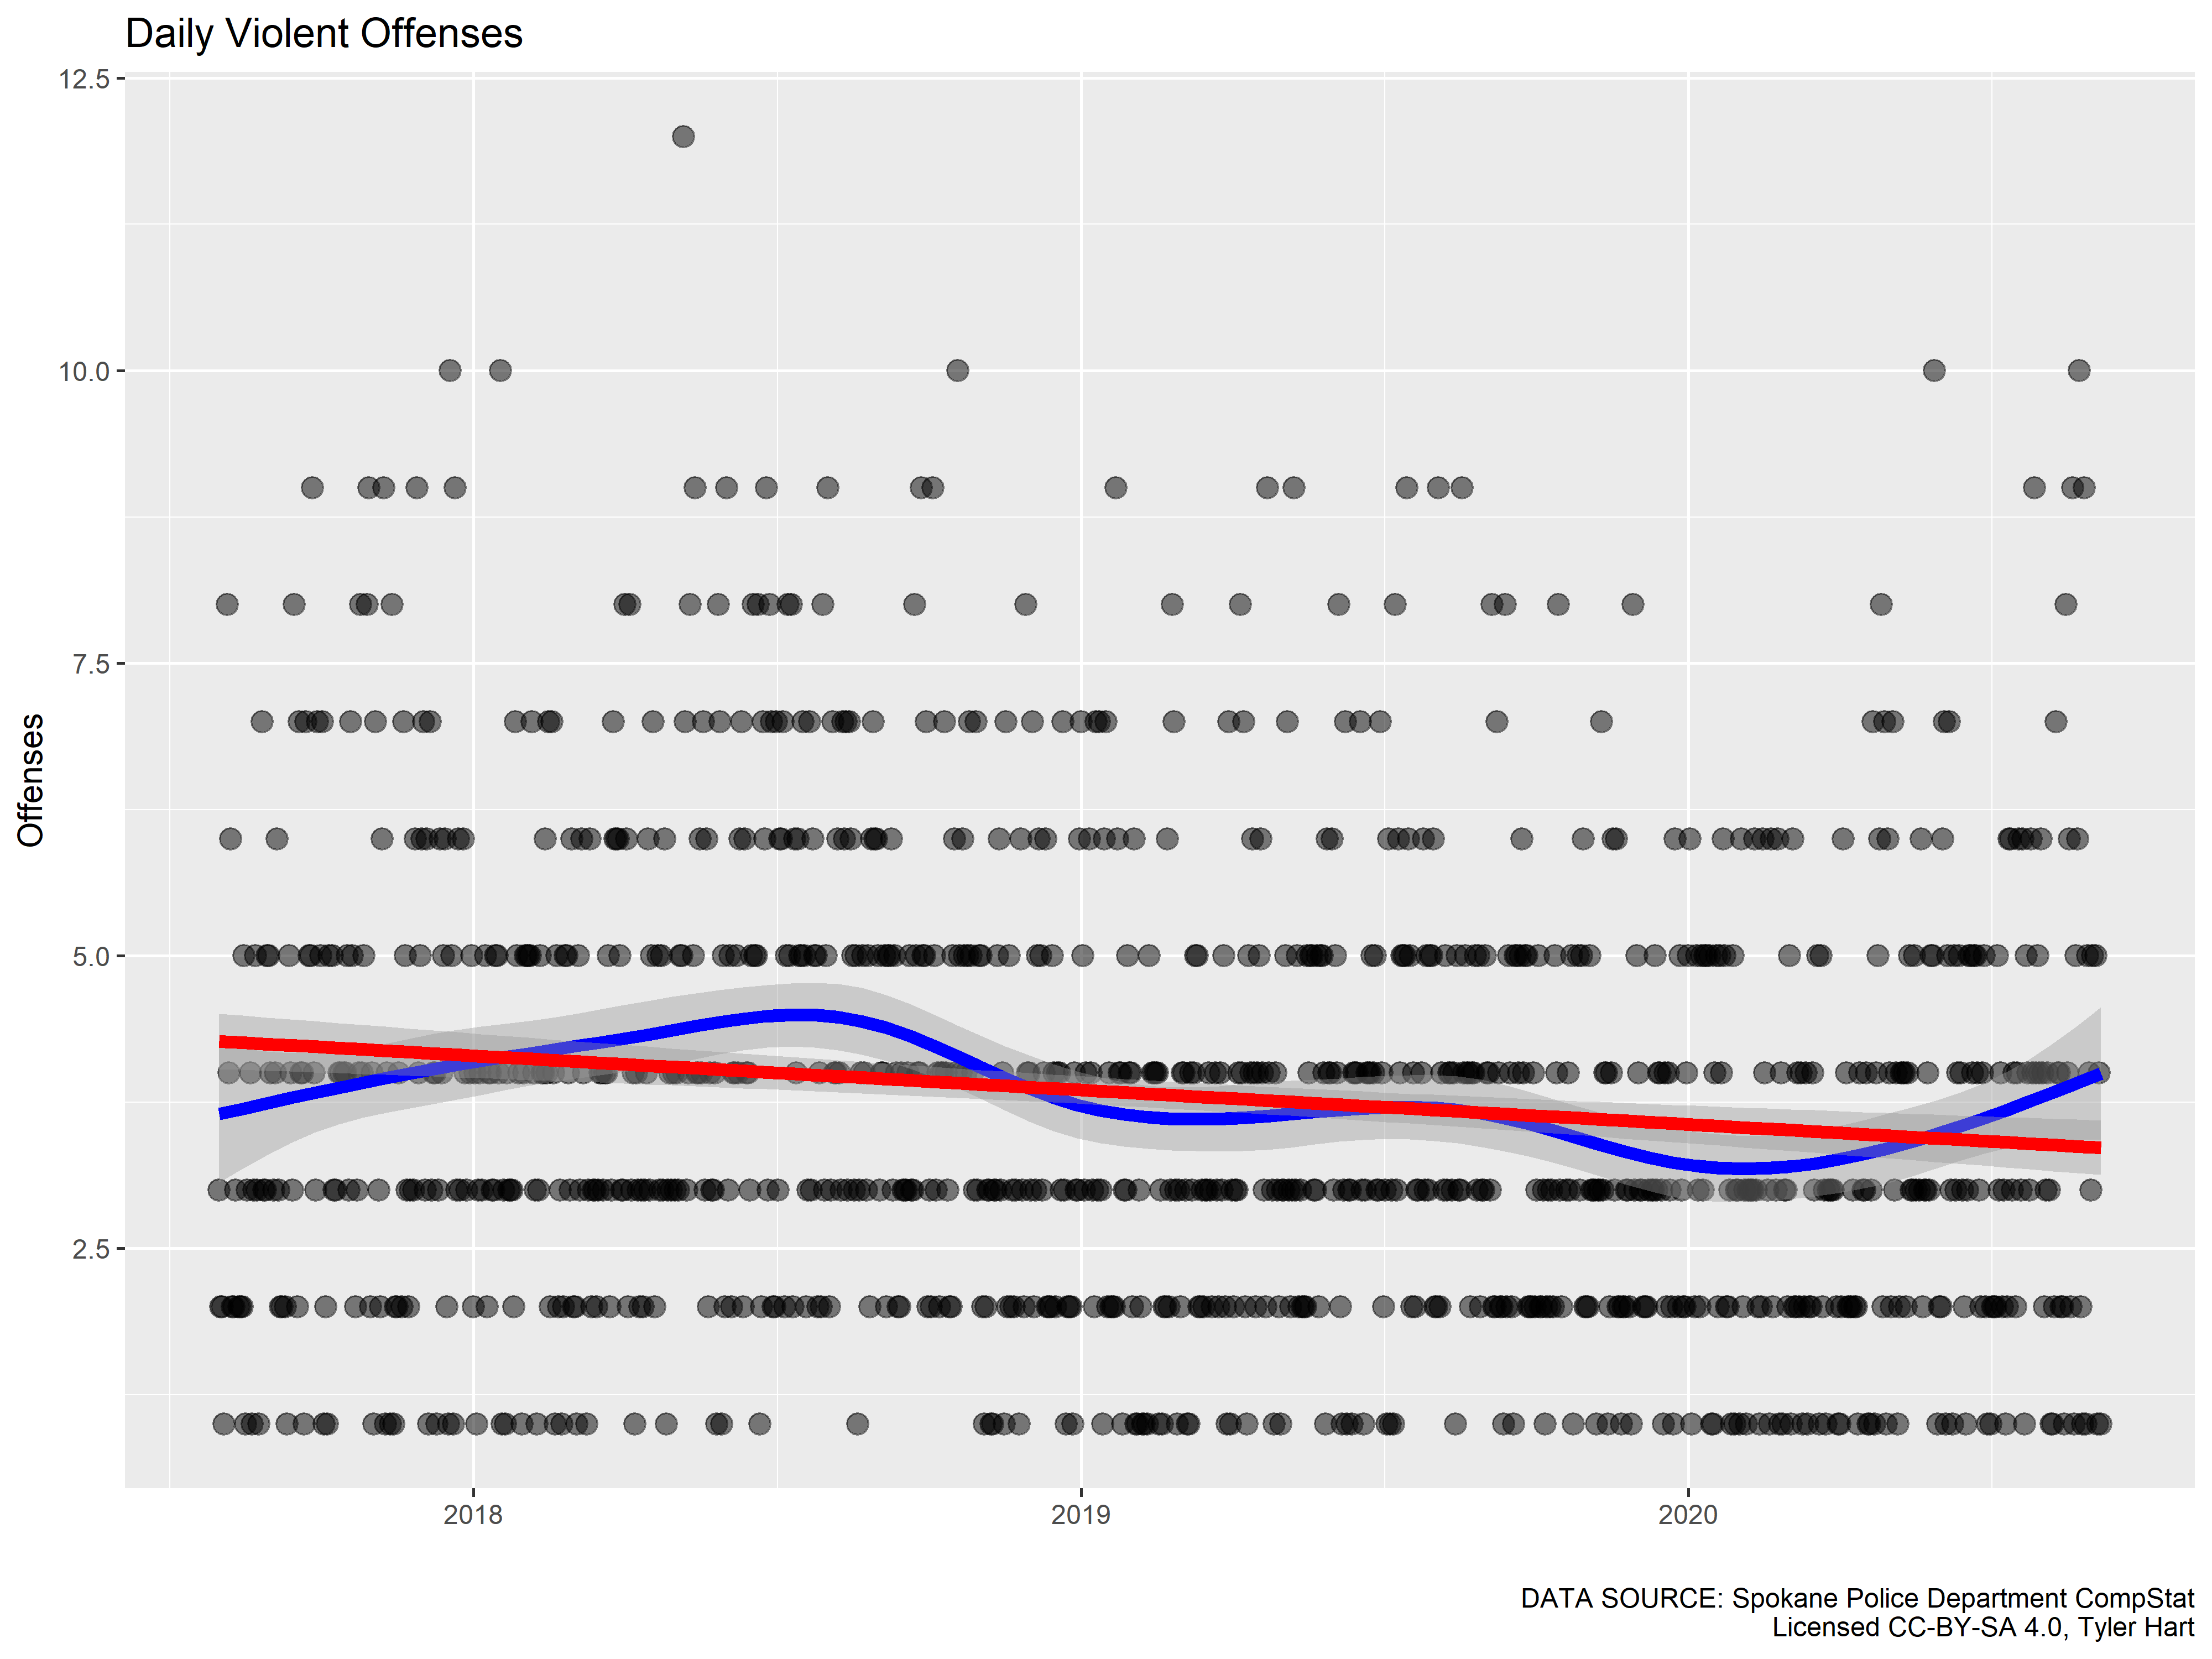 Daily Violent Offenses
12.5
10.0
7.5
5.0
2.5
Offenses
2018
2019
2020
DATA SOURCE: Spokane Police Department CompStat
Licensed CC-BY-SA 4.0, Tyler Hart